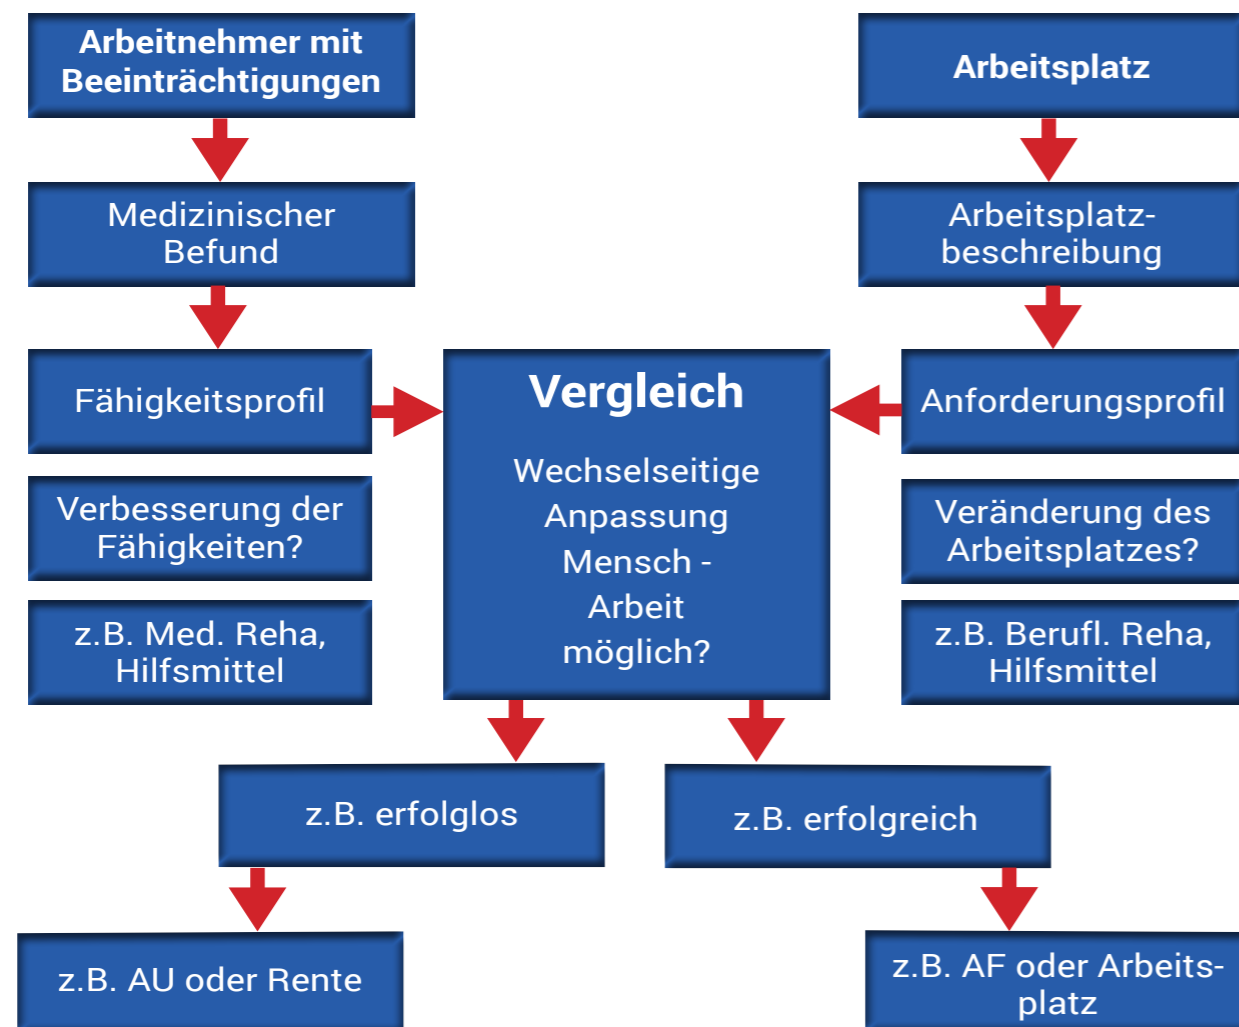 Arbeitnehmer mit
Beeinträchtigungen
Arbeitsplatz
Medizinischer
Befund
Arbeitsplatz-
beschreibung
Fähigkeitsprofil
Vergleich
Wechselseitige
Anpassung
Mensch -
Arbeit
möglich?
Anforderungsprofil
Verbesserung der
Fähigkeiten?
Veränderung des
Arbeitsplatzes?
z.B. Med. Reha,
Hilfsmittel
z.B. Berufl. Reha,
Hilfsmittel
z.B. erfolglos
z.B. erfolgreich
z.B. AU oder Rente
z.B. AF oder Arbeits-
platz